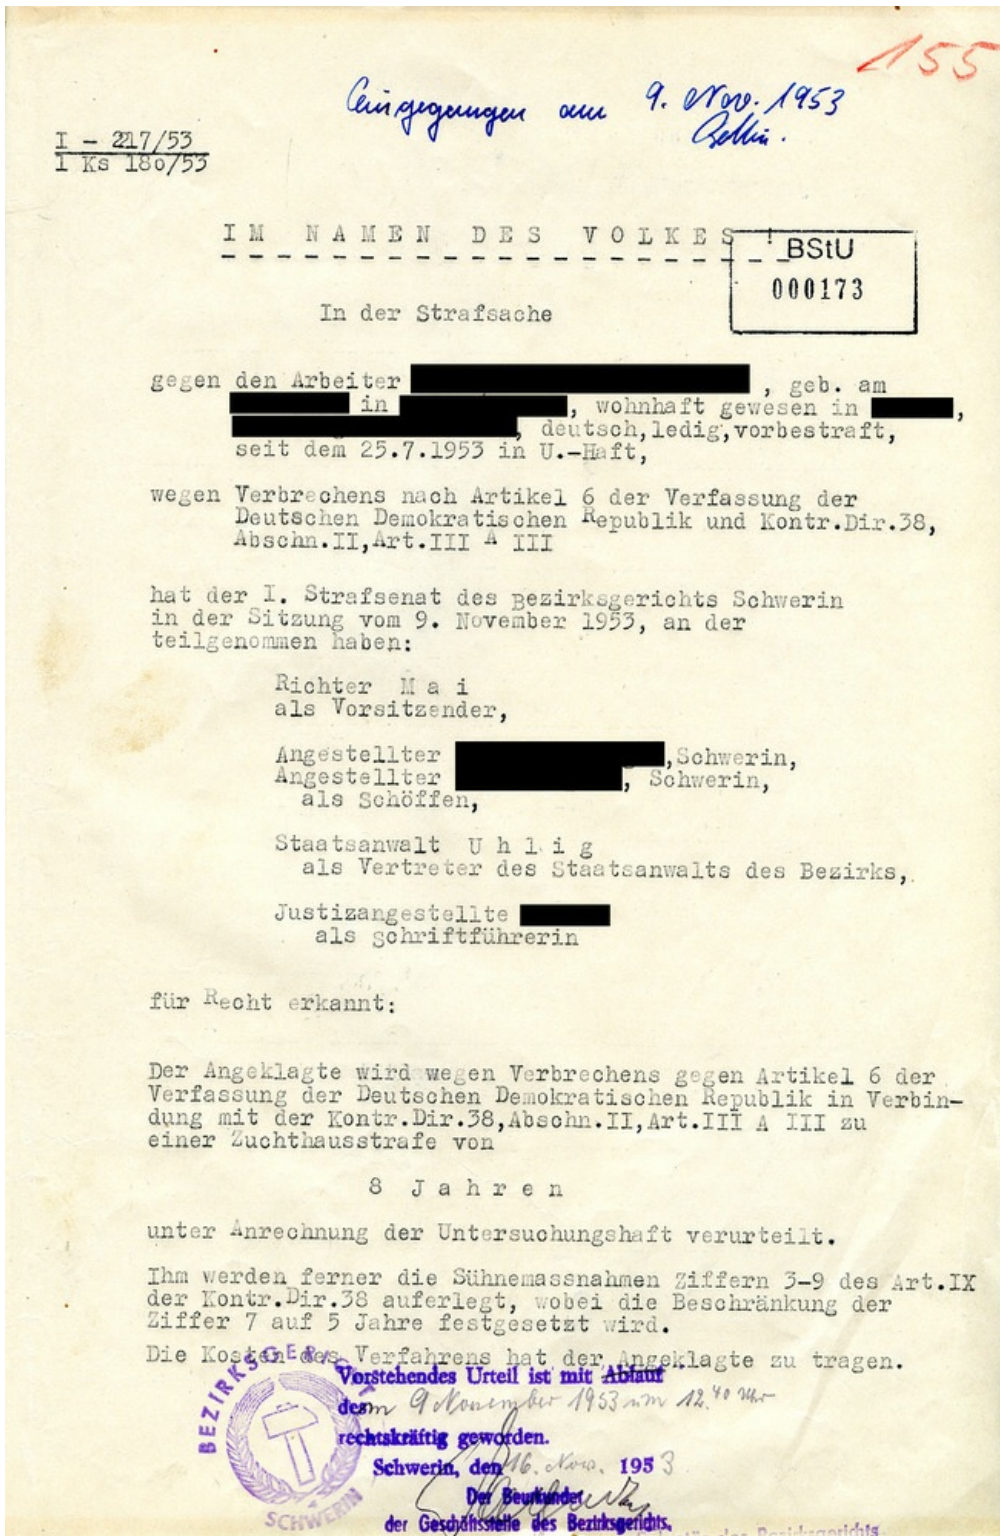 155
Eingegangen am 9. Nov. 1953
I - 217/53
I Ks 180/53
IM NAMEN DES VOLKES!
BStU
000173
In der Strafsache
gegen den Arbeiter , geb. am
in , wohnhaft gewesen in ,
, deutsch,ledig,vorbestraft,
seit dem 25.7.1953 in U.-Haft,
wegen Verbrechens nach Artikel 6 der Verfassung der
Deutschen Demokratischen Republik und Kontr.Dir.38,
Abschn.II,Art.III A III
hat der I. Strafsenat des Bezirksgerichts Schwerin
in der Sitzung vom 9. November 1953, an der
teilgenommen haben:
Richter M a i
als Vorsitzender,
Angestellter ,Schwerin,
Angestellter , Schwerin,
als Schöffen,
Staatsanwalt U h l i g
als Vertreter des Staatsanwalts des Bezirks,
Justizangestellte
als Schriftführerin
für Recht erkannt:
Der Angeklagte wird wegen Verbrechens gegen Artikel 6 der
Verfassung der Deutschen Demokratischen Republik in Verbin-
dung mit der Kontr.Dir.38,Abschn.II,Art.III A III zu
einer Zuchthausstrafe von
8 J a h r e n
unter Anrechnung der Untersuchungshaft verurteilt.
Ihm werden ferner die Sühnemassnahmen Ziffern 3-9 des Art.IX
der Kontr.Dir.38 auferlegt, wobei die Beschränkung der
Ziffer 7 auf 5 Jahre festgesetzt wird.
Die Kosten des Verfahrens hat der Angeklagte zu tragen.
BEZIRKSGERICHT
SCHWERIN
Vorstehendes Urteil ist mit Ablauf
dem 9 November 1953 um 12.40 Uhr
rechtskräftig geworden.
Schwerin, den 16. Nov. 1953
Der Beurkunder
der Geschäftsstelle des Bezirksgerichts.
des Bezirksgerichts